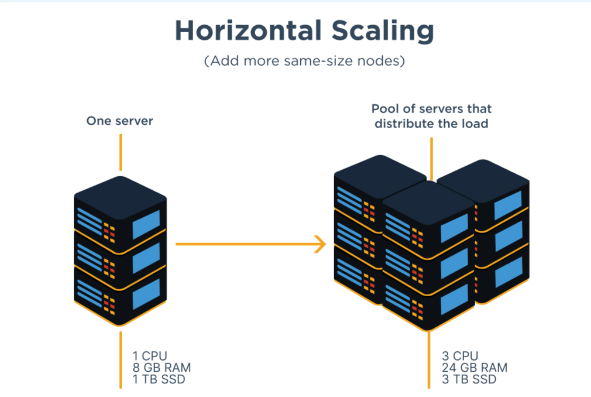 Horizontal Scaling
(Add more same-size nodes)
One server
Pool of servers that
distribute the load
1 CPU
8 GB RAM
1 TB SSD
3 CPU
24 GB RAM
3 TB SSD